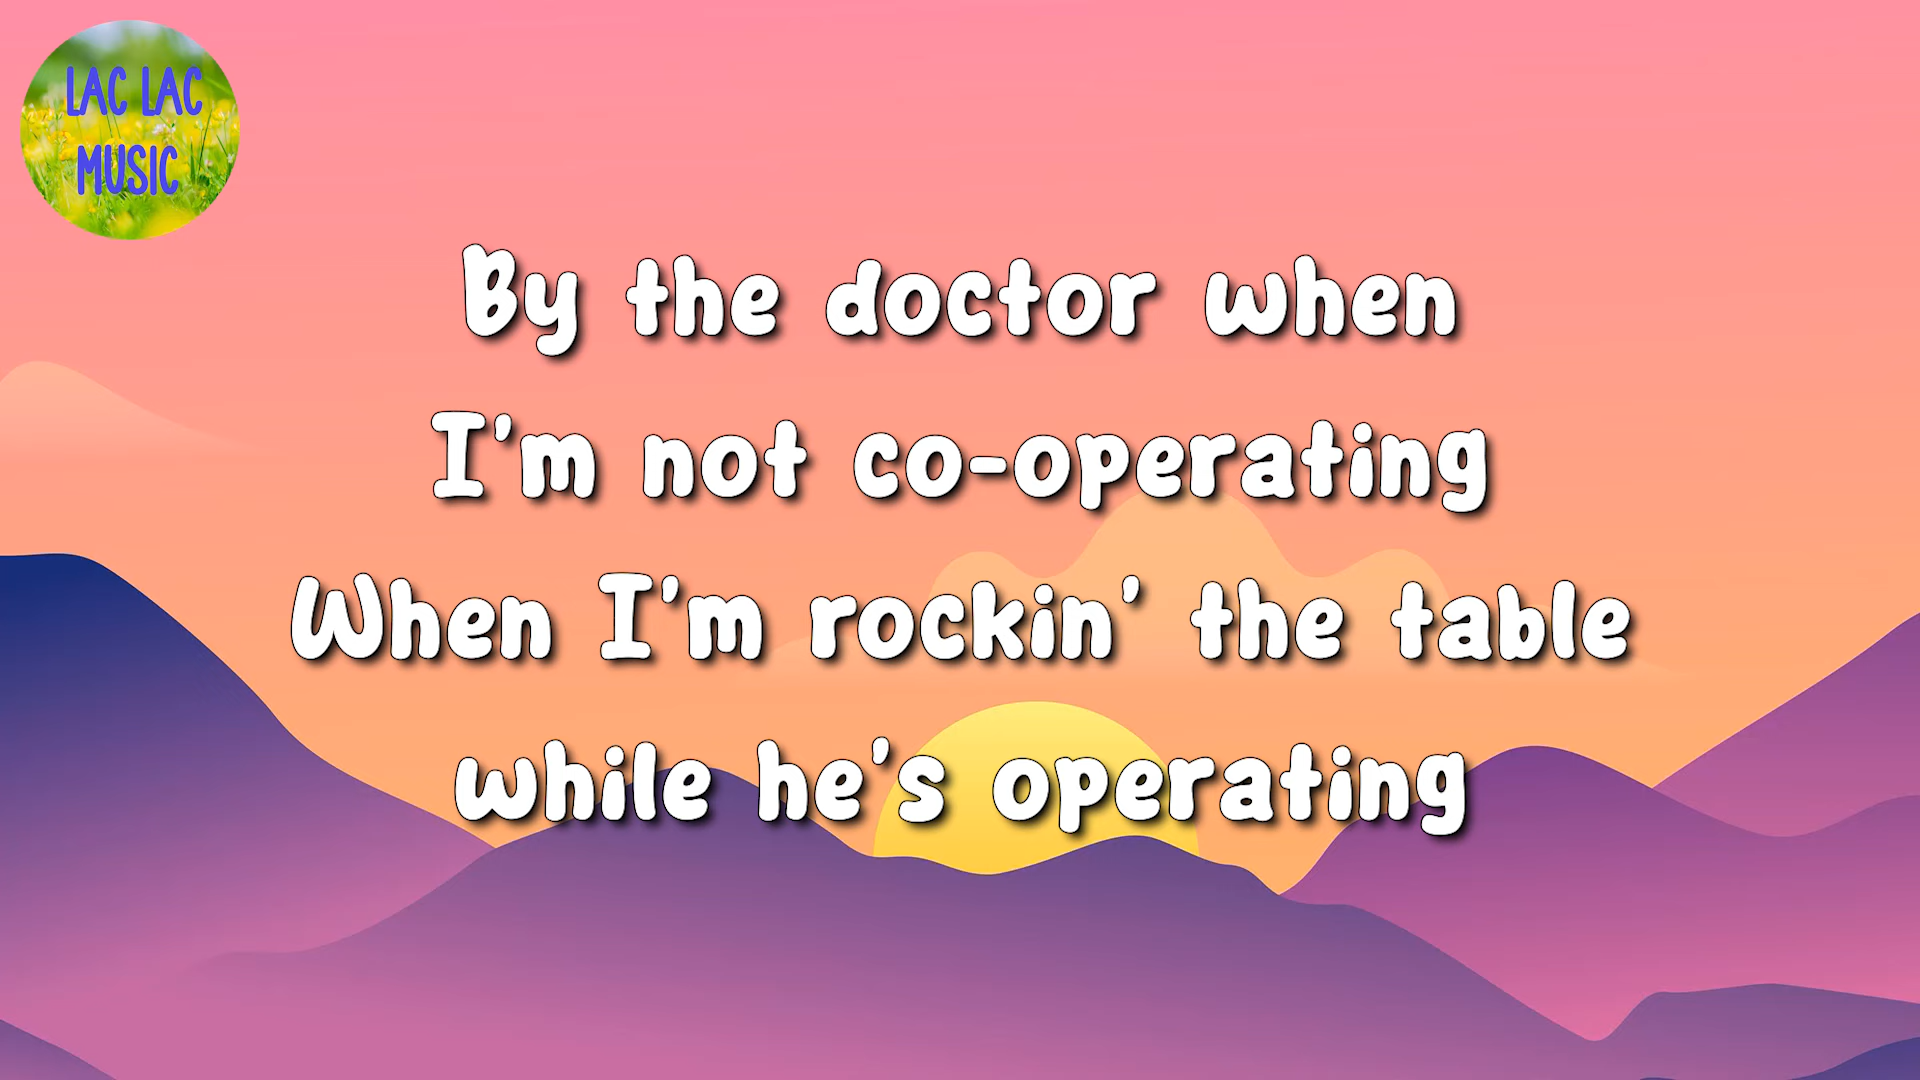 LAC LAC
MUSIC
By the doctor when
I'm not co-operating
When I'm rockin' the table
while he's operating